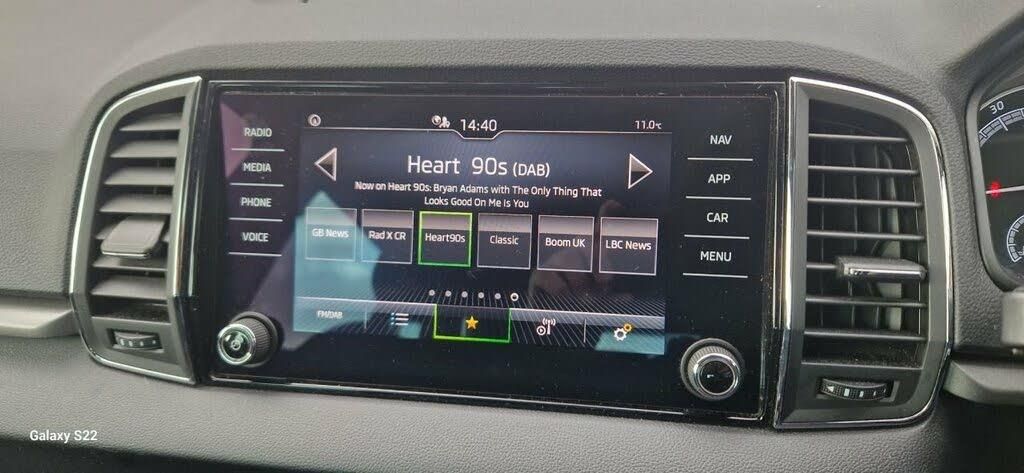 RADIO
MEDIA
PHONE
VOICE
14:40
11.0°C
Heart 90s (DAB)
Now on Heart 90s: Bryan Adams with The Only Thing That
Looks Good On Me Is You
GB News
Rad X CR
Heart90s
Classic
Boom UK
LBC News
FM/DAB
NAV
APP
CAR
MENU
30
Galaxy S22